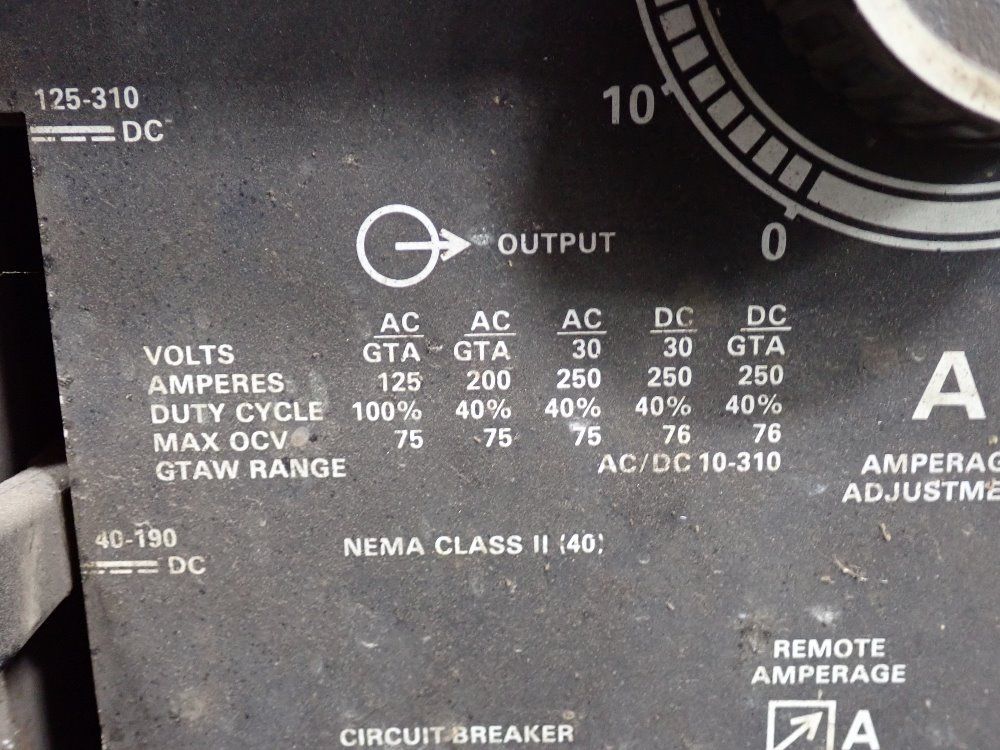 125-310
DC
10
0
OUTPUT
AC AC AC DC DC
VOLTS GTA GTA 30 30 GTA
AMPERES 125 200 250 250 250
DUTY CYCLE 100% 40% 40% 40% 40%
MAX OCV 75 75 75 76 76
GTAW RANGE AC/DC 10-310
A
AMPERAG
ADJUSTME
40-190
DC
NEMA CLASS II (40)
REMOTE
AMPERAGE
A
CIRCUIT BREAKER